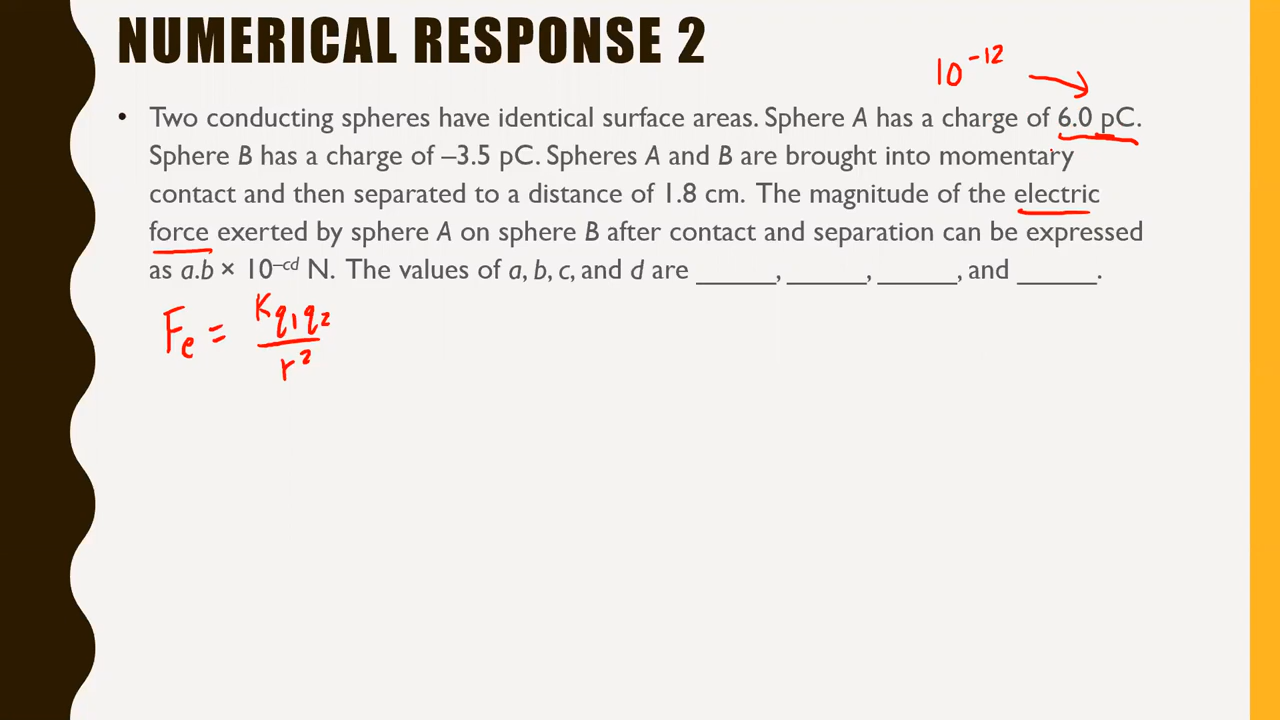 NUMERICAL RESPONSE 2
10⁻¹²
• Two conducting spheres have identical surface areas. Sphere A has a charge of 6.0 pC.
Sphere B has a charge of –3.5 pC. Spheres A and B are brought into momentary
contact and then separated to a distance of 1.8 cm. The magnitude of the electric
force exerted by sphere A on sphere B after contact and separation can be expressed
as a.b × 10⁻ᶜᵈ N. The values of a, b, c, and d are ______, ______, ______, and ______.
Fₑ = Kq₁q₂ / r²